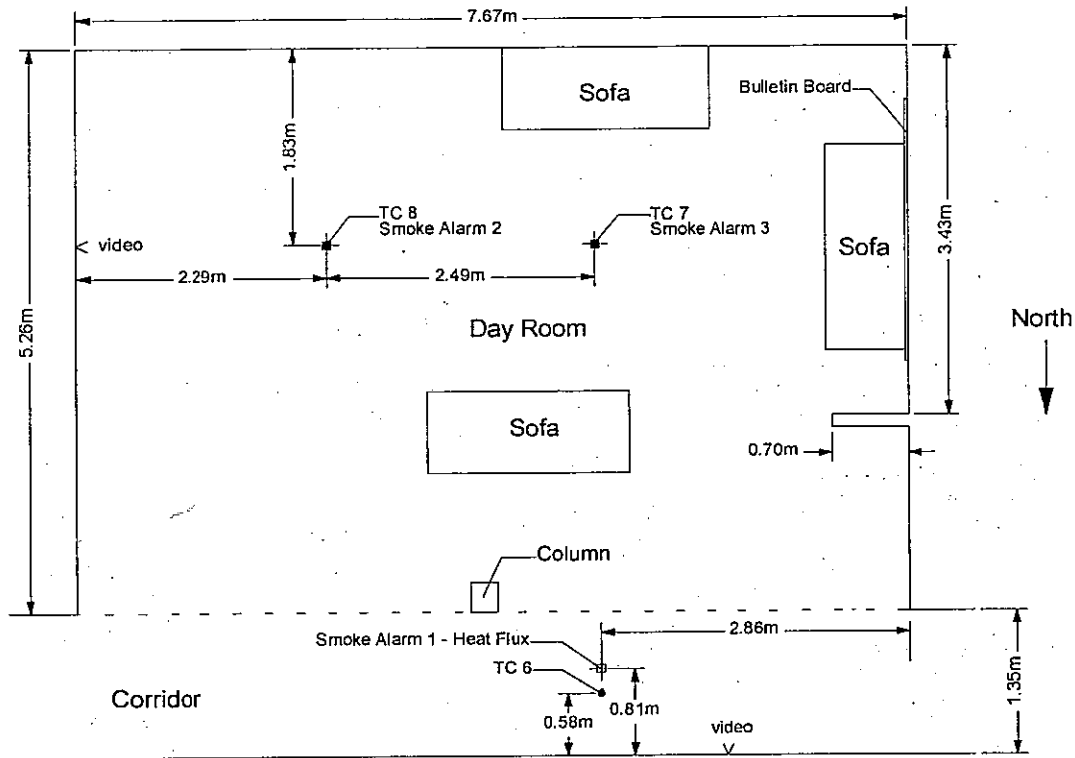 7.67m
Sofa
Bulletin Board
1.83m
TC 8
Smoke Alarm 2
TC 7
Smoke Alarm 3
video
Sofa
3.43m
2.29m
2.49m
5.26m
Day Room
North
Sofa
0.70m
Column
Smoke Alarm 1 - Heat Flux
2.86m
TC 6
Corridor
0.58m
0.81m
1.35m
video